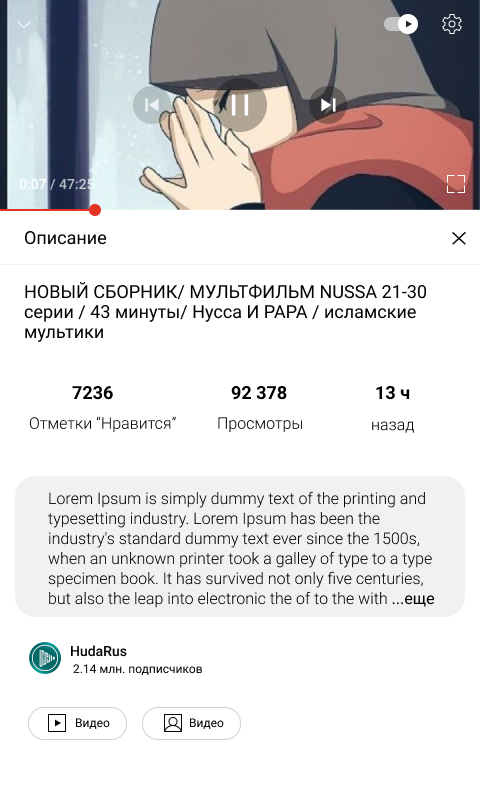 0:07 / 47:25
Описание
НОВЫЙ СБОРНИК/ МУЛЬТФИЛЬМ NUSSA 21-30
серии / 43 минуты/ Нусса И РАРА / исламские
мультики
7236 92 378 13 ч
Отметки “Нравится” Просмотры назад
Lorem Ipsum is simply dummy text of the printing and
typesetting industry. Lorem Ipsum has been the
industry's standard dummy text ever since the 1500s,
when an unknown printer took a galley of type to a type
specimen book. It has survived not only five centuries,
but also the leap into electronic the of to the with ...еще
HudaRus
2.14 млн. подписчиков
Видео Видео